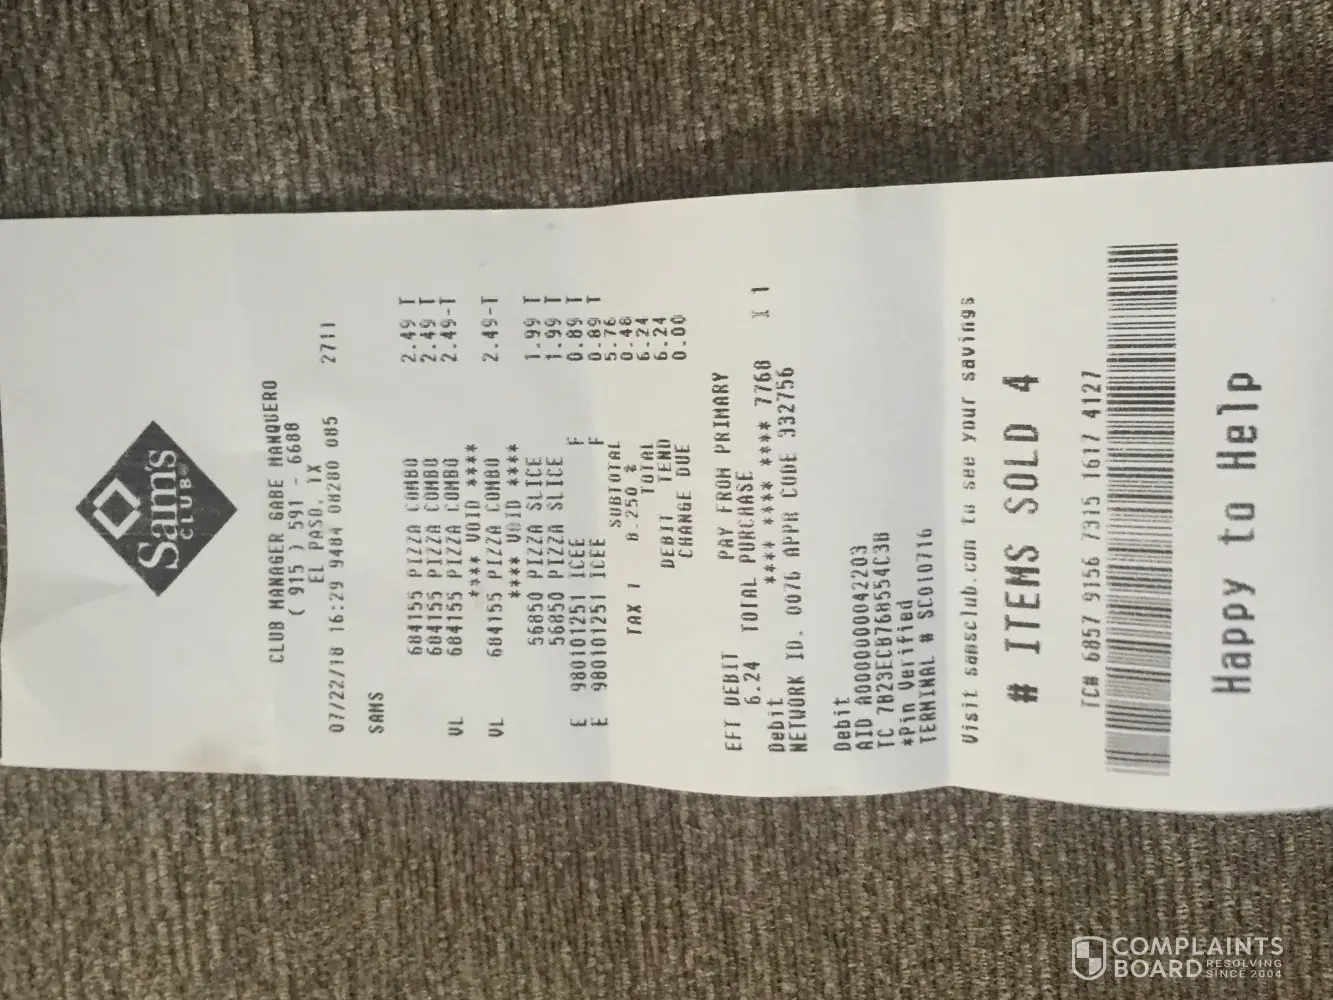 Sam's
CLUB
CLUB MANAGER GABE MANQUERO
( 915 ) 591 - 6688
EL PASO, TX
07/22/18 16:29 9484 08280 085 2711
SAMS
684155 PIZZA COMBO 2.49 T
684155 PIZZA COMBO 2.49 T
VL 684155 PIZZA COMBO 2.49-T
**** VOID ****
VL 684155 PIZZA COMBO 2.49-T
**** VOID ****
56850 PIZZA SLICE 1.99 T
56850 PIZZA SLICE 1.99 T
E 980101251 ICEE F 0.89 T
E 980101251 ICEE F 0.89 T
SUBTOTAL 5.76
TAX 1 8.250 % 0.48
TOTAL 6.24
DEBIT TEND 6.24
CHANGE DUE 0.00
EFT DEBIT PAY FROM PRIMARY
6.24 TOTAL PURCHASE
Debit **** **** **** 7768 I 1
NETWORK ID. 0076 APPR CODE 332756
Debit
AID A0000000042203
TC 7B23ECB768554C3B
*Pin Verified
TERMINAL # SC010716
Visit samsclub.com to see your savings
# ITEMS SOLD 4
TC# 6857 9156 7315 1617 4127
Happy to Help
COMPLAINTS
BOARD RESOLVING
SINCE 2004